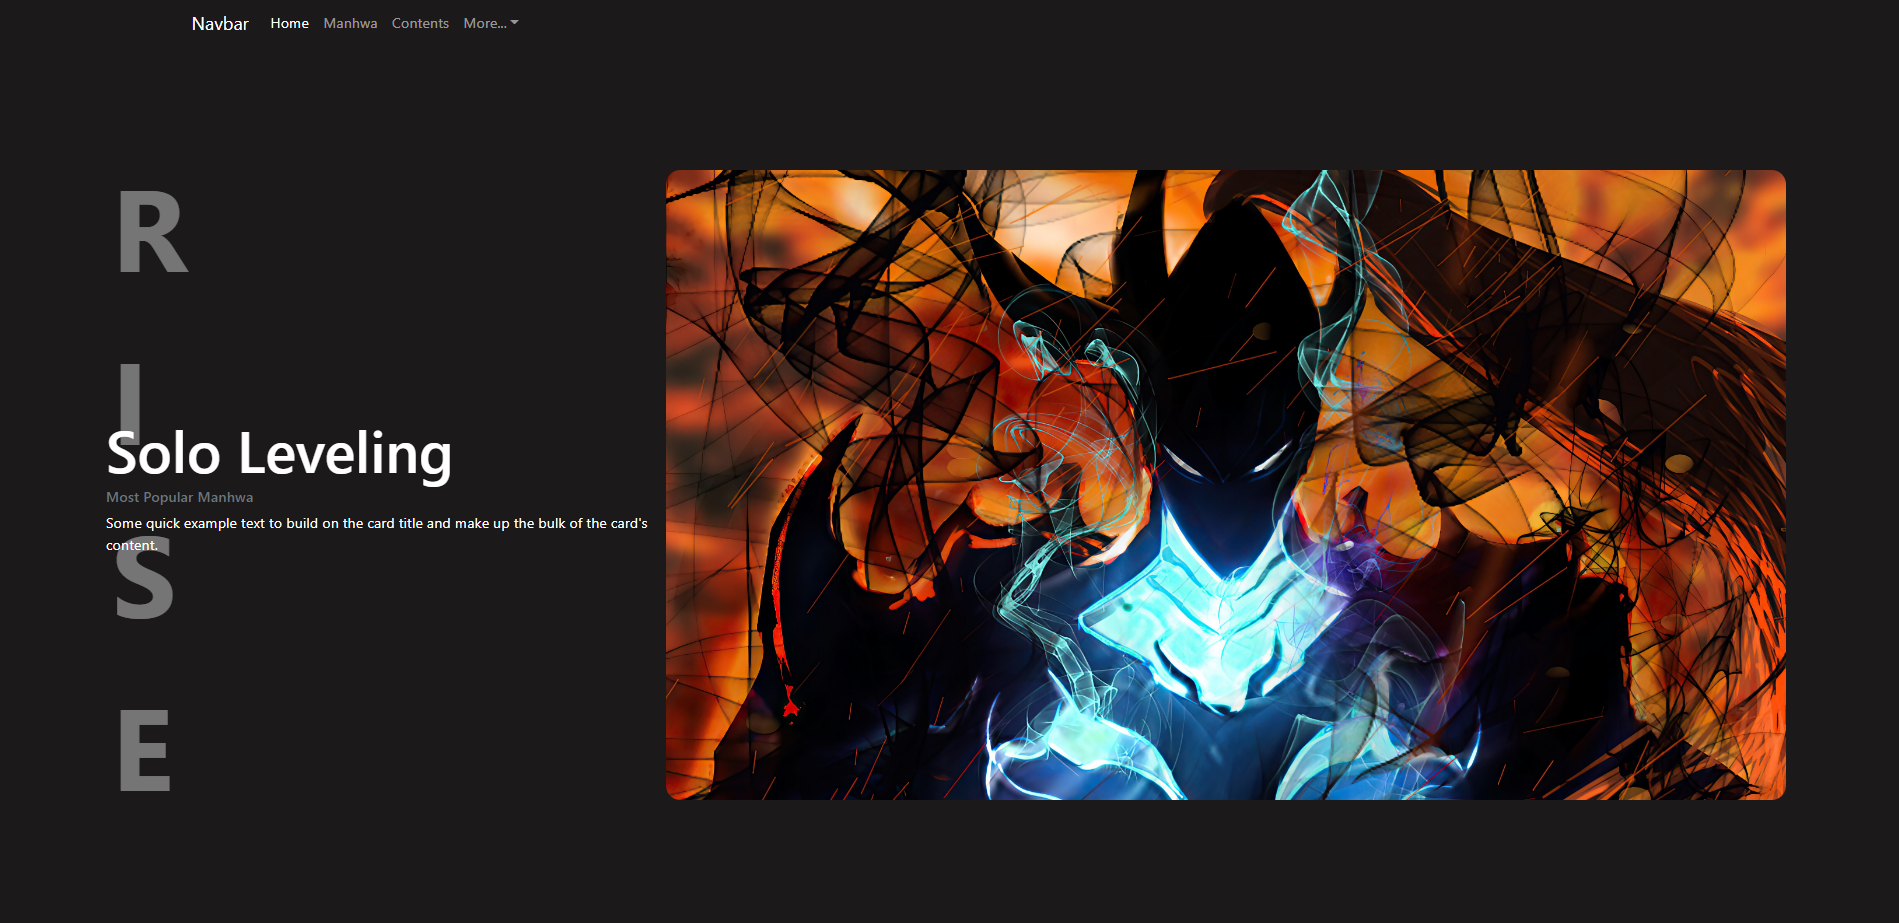 Navbar Home Manhwa Contents More...
R
I
Solo Leveling
Most Popular Manhwa
Some quick example text to build on the card title and make up the bulk of the card's
content.
S
E